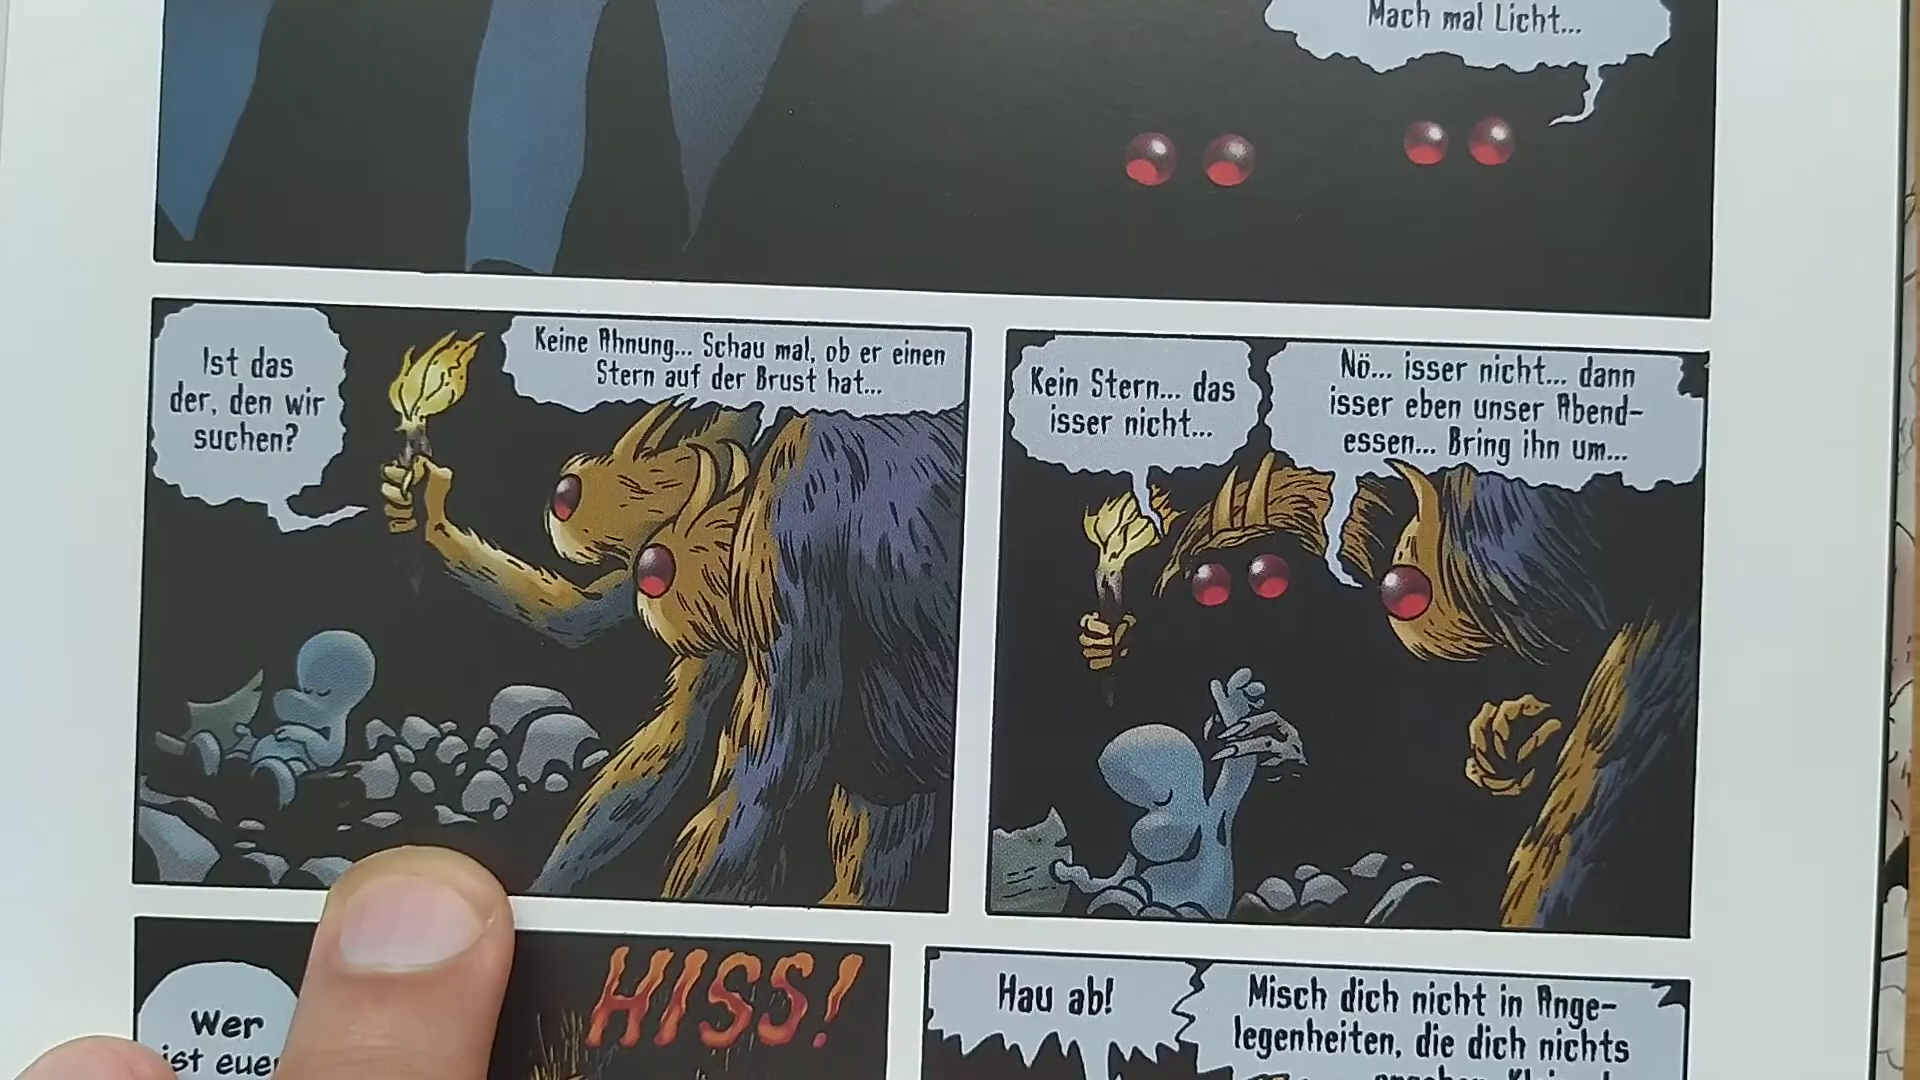 Mach mal Licht...
Ist das
der, den wir
suchen?
Keine Ahnung... Schau mal, ob er einen
Stern auf der Brust hat...
Kein Stern... das
isser nicht...
Nö... isser nicht... dann
isser eben unser Abend-
essen... Bring ihn um...
Wer
ist euer
HISS!
Hau ab!
Misch dich nicht in Ange-
legenheiten, die dich nichts